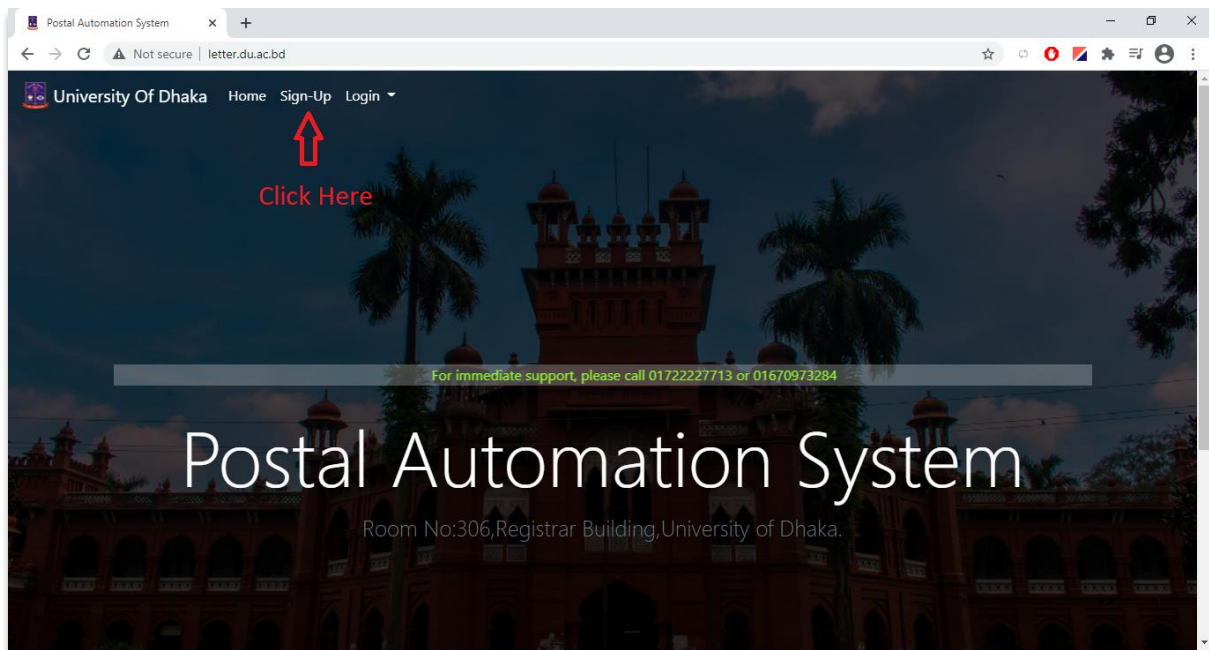 Postal Automation System
Not secure | letter.du.ac.bd
University Of Dhaka Home Sign-Up Login
Click Here
For immediate support, please call 01722227713 or 01670973284
Postal Automation System
Room No:306,Registrar Building,University of Dhaka.